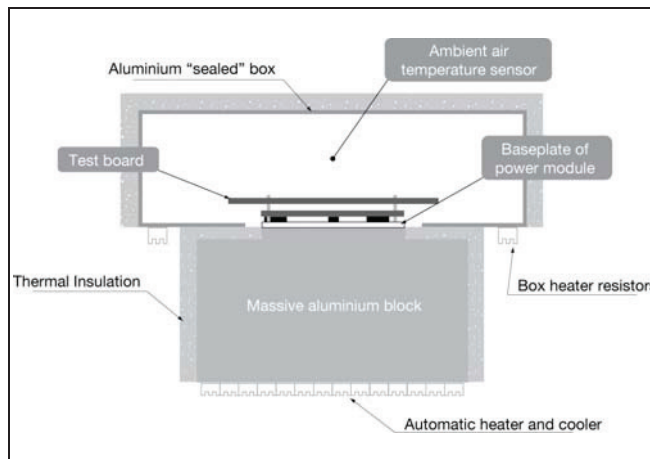 Ambient air
temperature sensor
Aluminium “sealed” box
Test board
Baseplate of
power module
Thermal Insulation
Massive aluminium block
Box heater resistors
Automatic heater and cooler